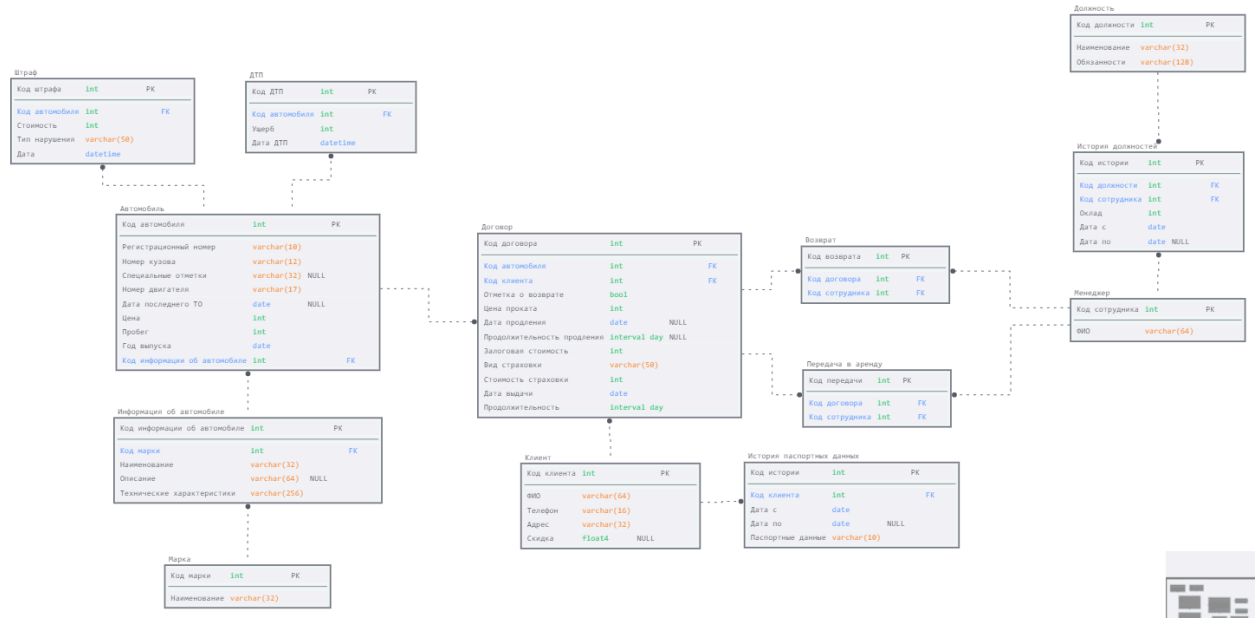 Должность
Код должности int PK
Наименование varchar(32)
Обязанности varchar(128)
Штраф
Код штрафа int PK
Код автомобиля int FK
Стоимость int
Тип нарушения varchar(50)
Дата datetime
ДТП
Код ДТП int PK
Код автомобиля int FK
Ущерб int
Дата ДТП datetime
История должностей
Код истории int PK
Код должности int FK
Код сотрудника int FK
Оклад int
Дата с date
Дата по date NULL
Автомобиль
Код автомобиля int PK
Регистрационный номер varchar(10)
Номер кузова varchar(12)
Специальные отметки varchar(32) NULL
Номер двигателя varchar(17)
Дата последнего ТО date NULL
Цена int
Пробег int
Год выпуска date
Код информации об автомобиле int FK
Договор
Код договора int PK
Код автомобиля int FK
Код клиента int FK
Отметка о возврате bool
Цена проката int
Дата продления date NULL
Продолжительность продления interval day NULL
Залоговая стоимость int
Вид страховки varchar(50)
Стоимость страховки int
Дата выдачи date
Продолжительность interval day
Возврат
Код возврата int PK
Код договора int FK
Код сотрудника int FK
Менеджер
Код сотрудника int PK
ФИО varchar(64)
Передача в аренду
Код передачи int PK
Код договора int FK
Код сотрудника int FK
Информация об автомобиле
Код информации об автомобиле int PK
Код марки int FK
Наименование varchar(32)
Описание varchar(64) NULL
Технические характеристики varchar(256)
Клиент
Код клиента int PK
ФИО varchar(64)
Телефон varchar(16)
Адрес varchar(32)
Скидка float4 NULL
История паспортных данных
Код истории int PK
Код клиента int FK
Дата с date
Дата по date NULL
Паспортные данные varchar(10)
Марка
Код марки int PK
Наименование varchar(32)